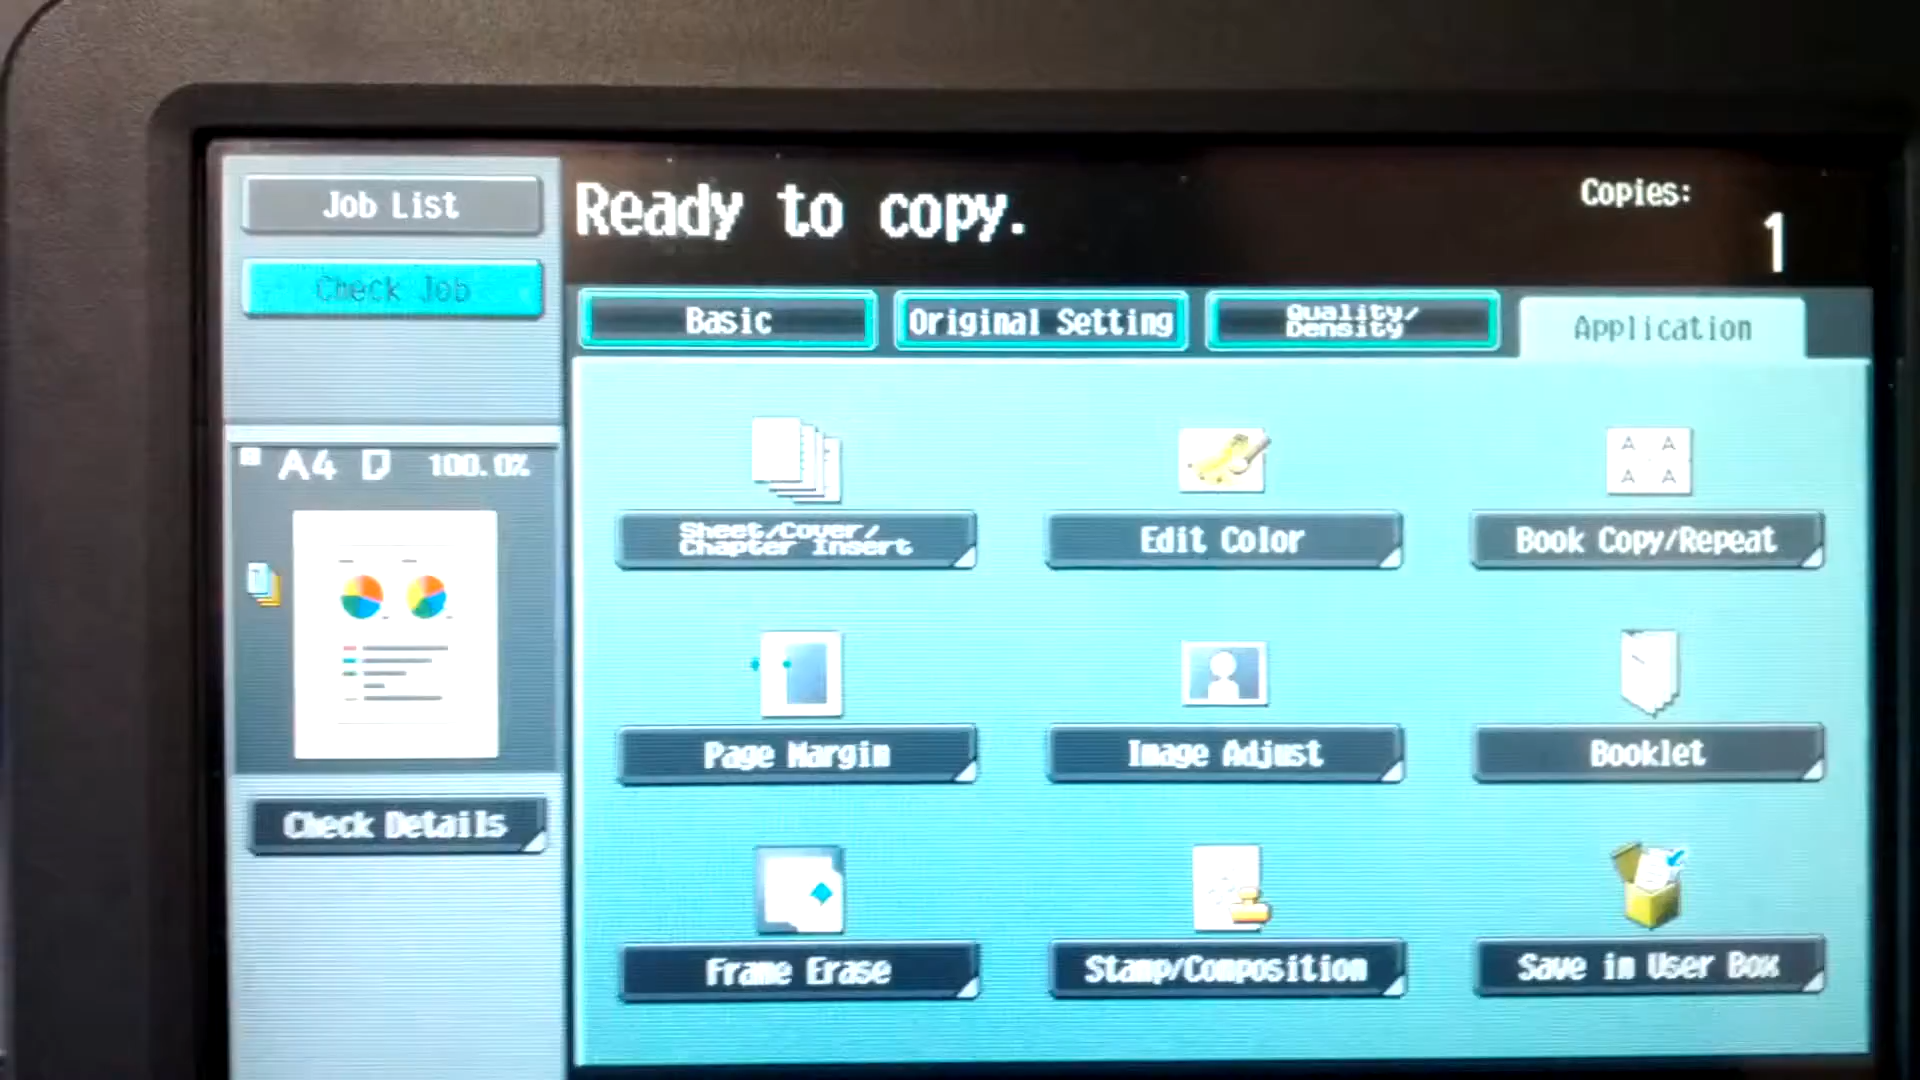 Job List
Check Job
Ready to copy.
Copies:
1
Basic
Original Setting
Quality/
Density
Application
A4 100.0%
Sheet/Cover/
Chapter Insert
Edit Color
A A
A A
Book Copy/Repeat
Page Margin
Image Adjust
Booklet
Check Details
Frame Erase
Stamp/Composition
Save in User Box